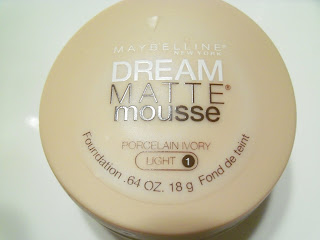 MAYBELLINE®
NEW YORK
DREAM
MATTE®
mousse
PORCELAIN IVORY
LIGHT 1
Foundation .64 OZ. 18 g Fond de teint